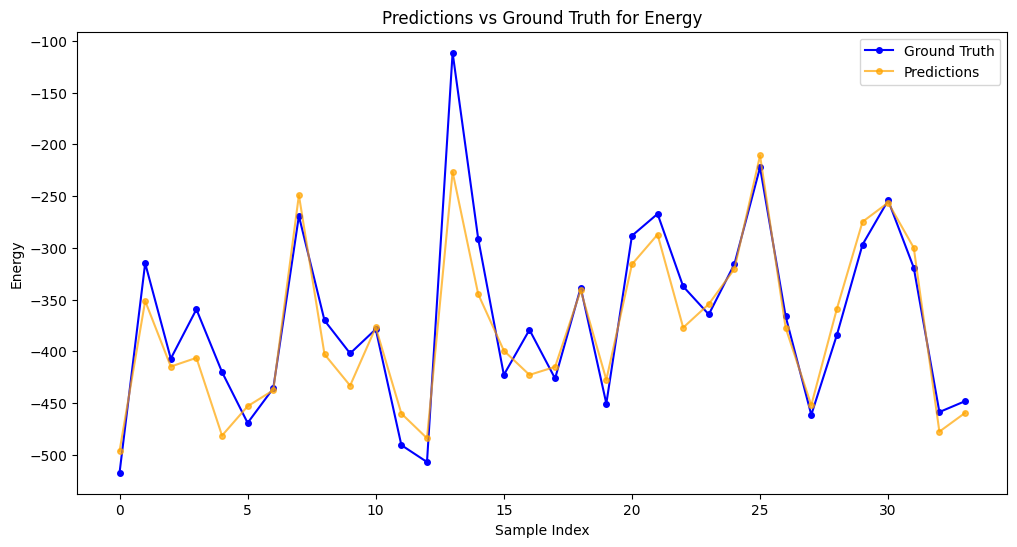 Predictions vs Ground Truth for Energy
Ground Truth
Predictions
Energy
−100
−150
−200
−250
−300
−350
−400
−450
−500
0 5 10 15 20 25 30
Sample Index